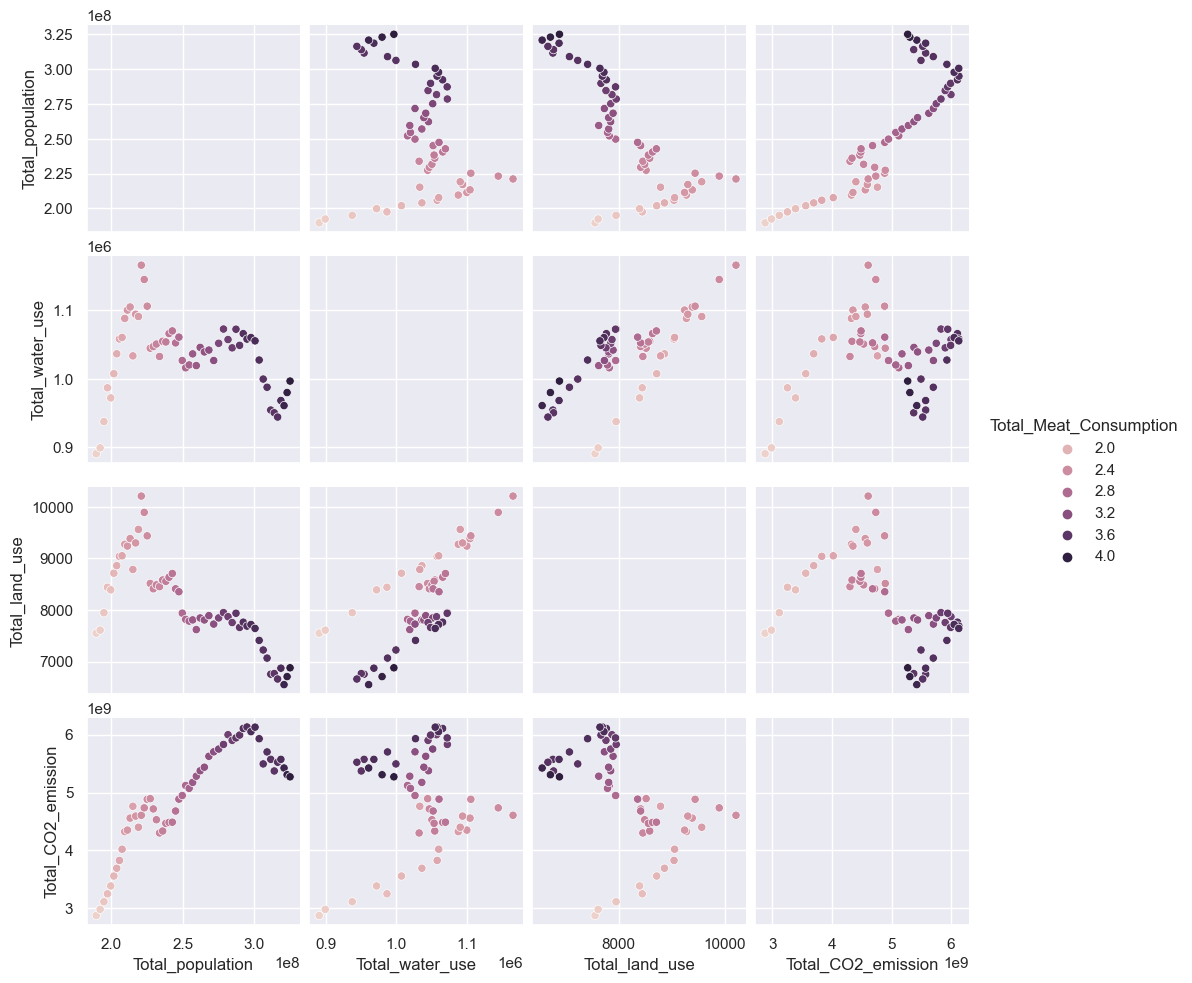 1e8
3.25
3.00
2.75
2.50
2.25
2.00
Total_population
1e6
1.1
1.0
0.9
Total_water_use
10000
9000
8000
7000
Total_land_use
1e9
6
5
4
3
Total_CO2_emission
2.0 2.5 3.0
0.9 1.0 1.1
8000 10000
3 4 5 6
Total_population 1e8
Total_water_use 1e6
Total_land_use
Total_CO2_emission 1e9
Total_Meat_Consumption
2.0
2.4
2.8
3.2
3.6
4.0